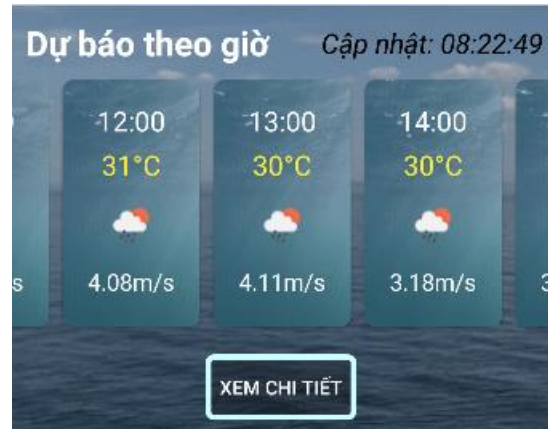 Dự báo theo giờ Cập nhật: 08:22:49
12:00 13:00 14:00
31°C 30°C 30°C
s 4.08m/s 4.11m/s 3.18m/s 3
XEM CHI TIẾT